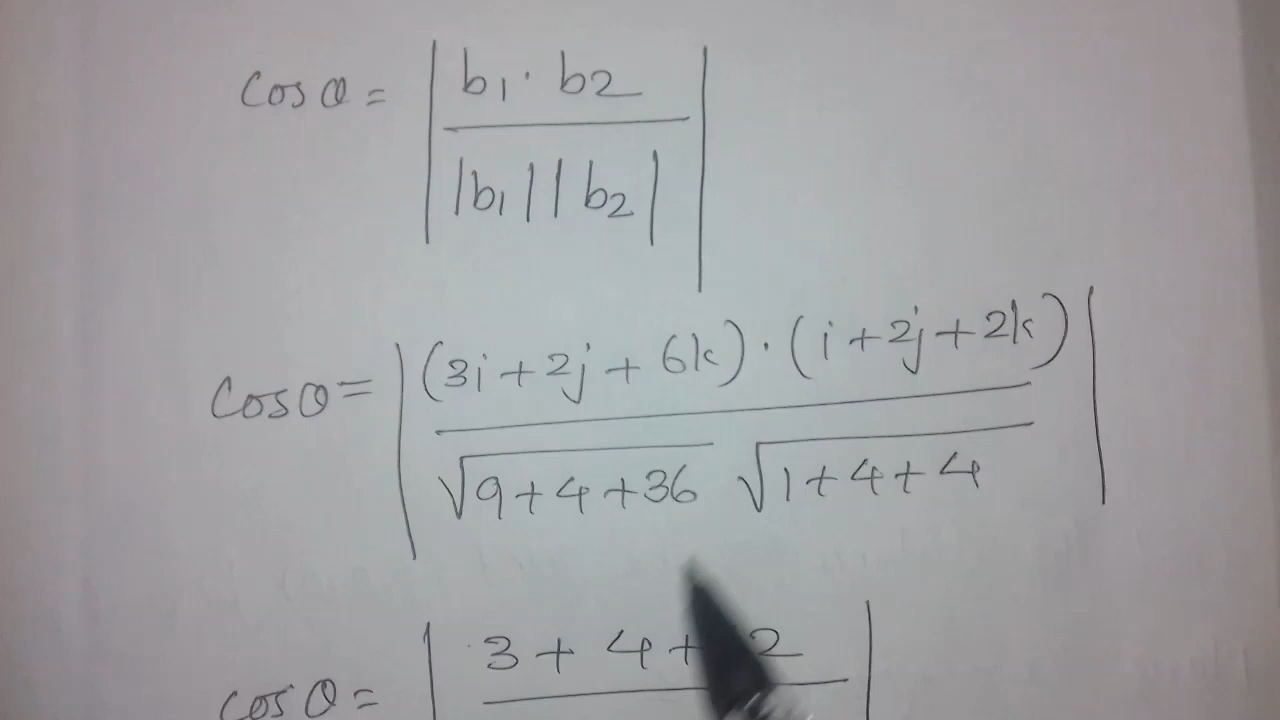 cos θ = | b1 · b2 |
| |b1| |b2| |
cos θ = | (3i + 2j + 6k) · (i + 2j + 2k) |
| √9+4+36 √1+4+4 |
cos θ = | 3 + 4 + 2 |